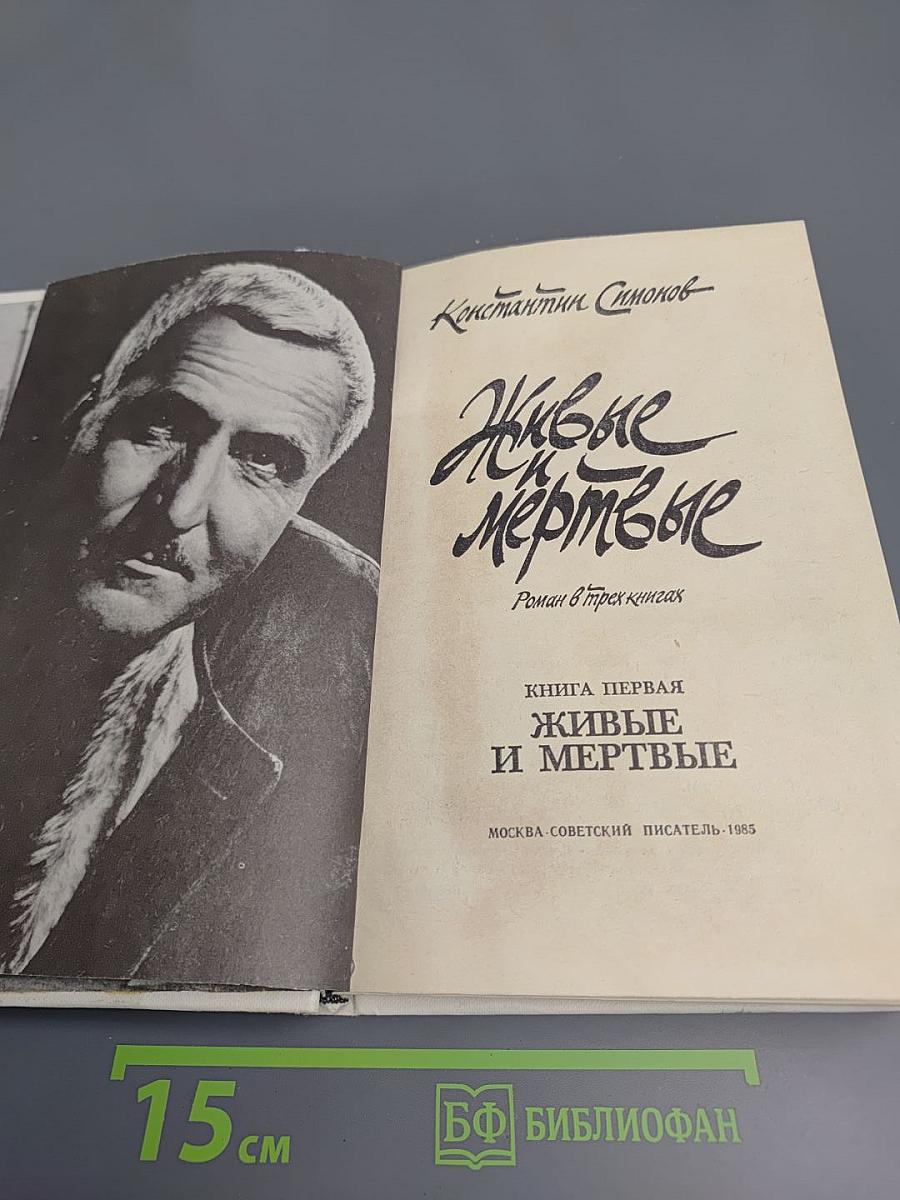 Константин Симонов
Живые
и
мертвые
Роман в трех книгах
КНИГА ПЕРВАЯ
ЖИВЫЕ
И МЕРТВЫЕ
МОСКВА·СОВЕТСКИЙ ПИСАТЕЛЬ·1985
15 см
БФ БИБЛИОФАН